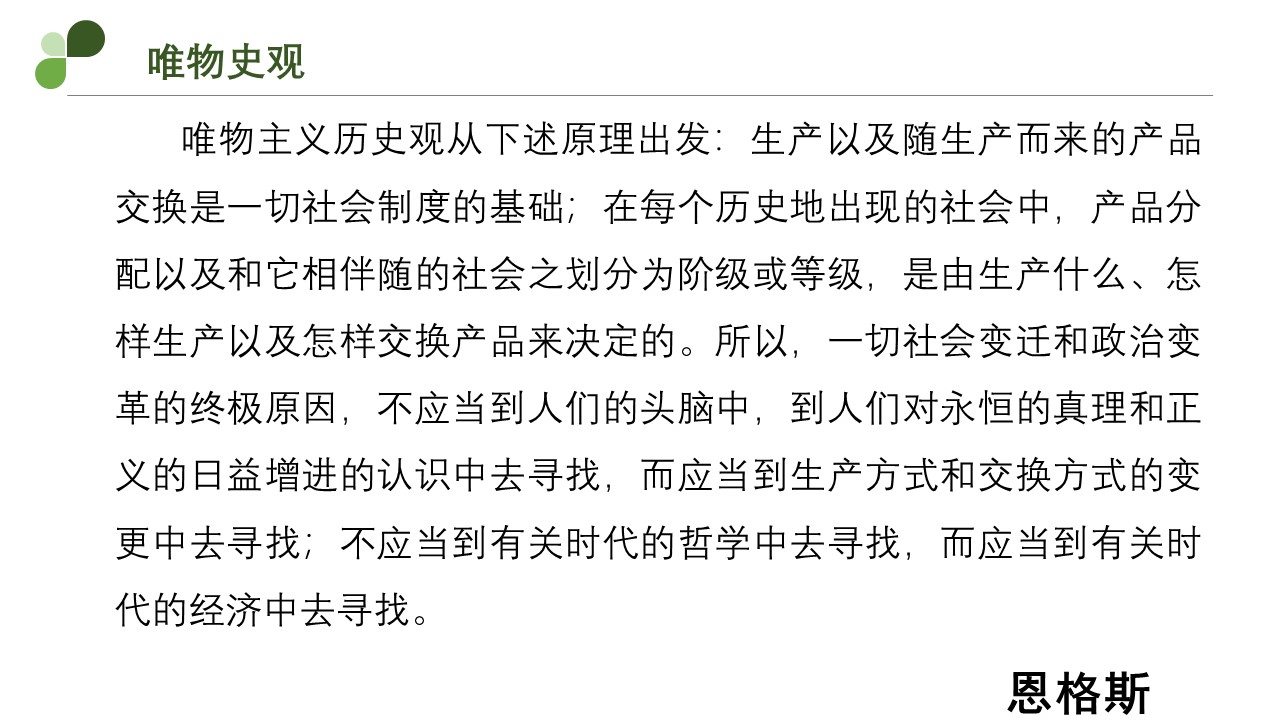 唯物史观
唯物主义历史观从下述原理出发：生产以及随生产而来的产品
交换是一切社会制度的基础；在每个历史地出现的社会中，产品分
配以及和它相伴随的社会之划分为阶级或等级，是由生产什么、怎
样生产以及怎样交换产品来决定的。所以，一切社会变迁和政治变
革的终极原因，不应当到人们的头脑中，到人们对永恒的真理和正
义的日益增进的认识中去寻找，而应当到生产方式和交换方式的变
更中去寻找；不应当到有关时代的哲学中去寻找，而应当到有关时
代的经济中去寻找。
恩格斯